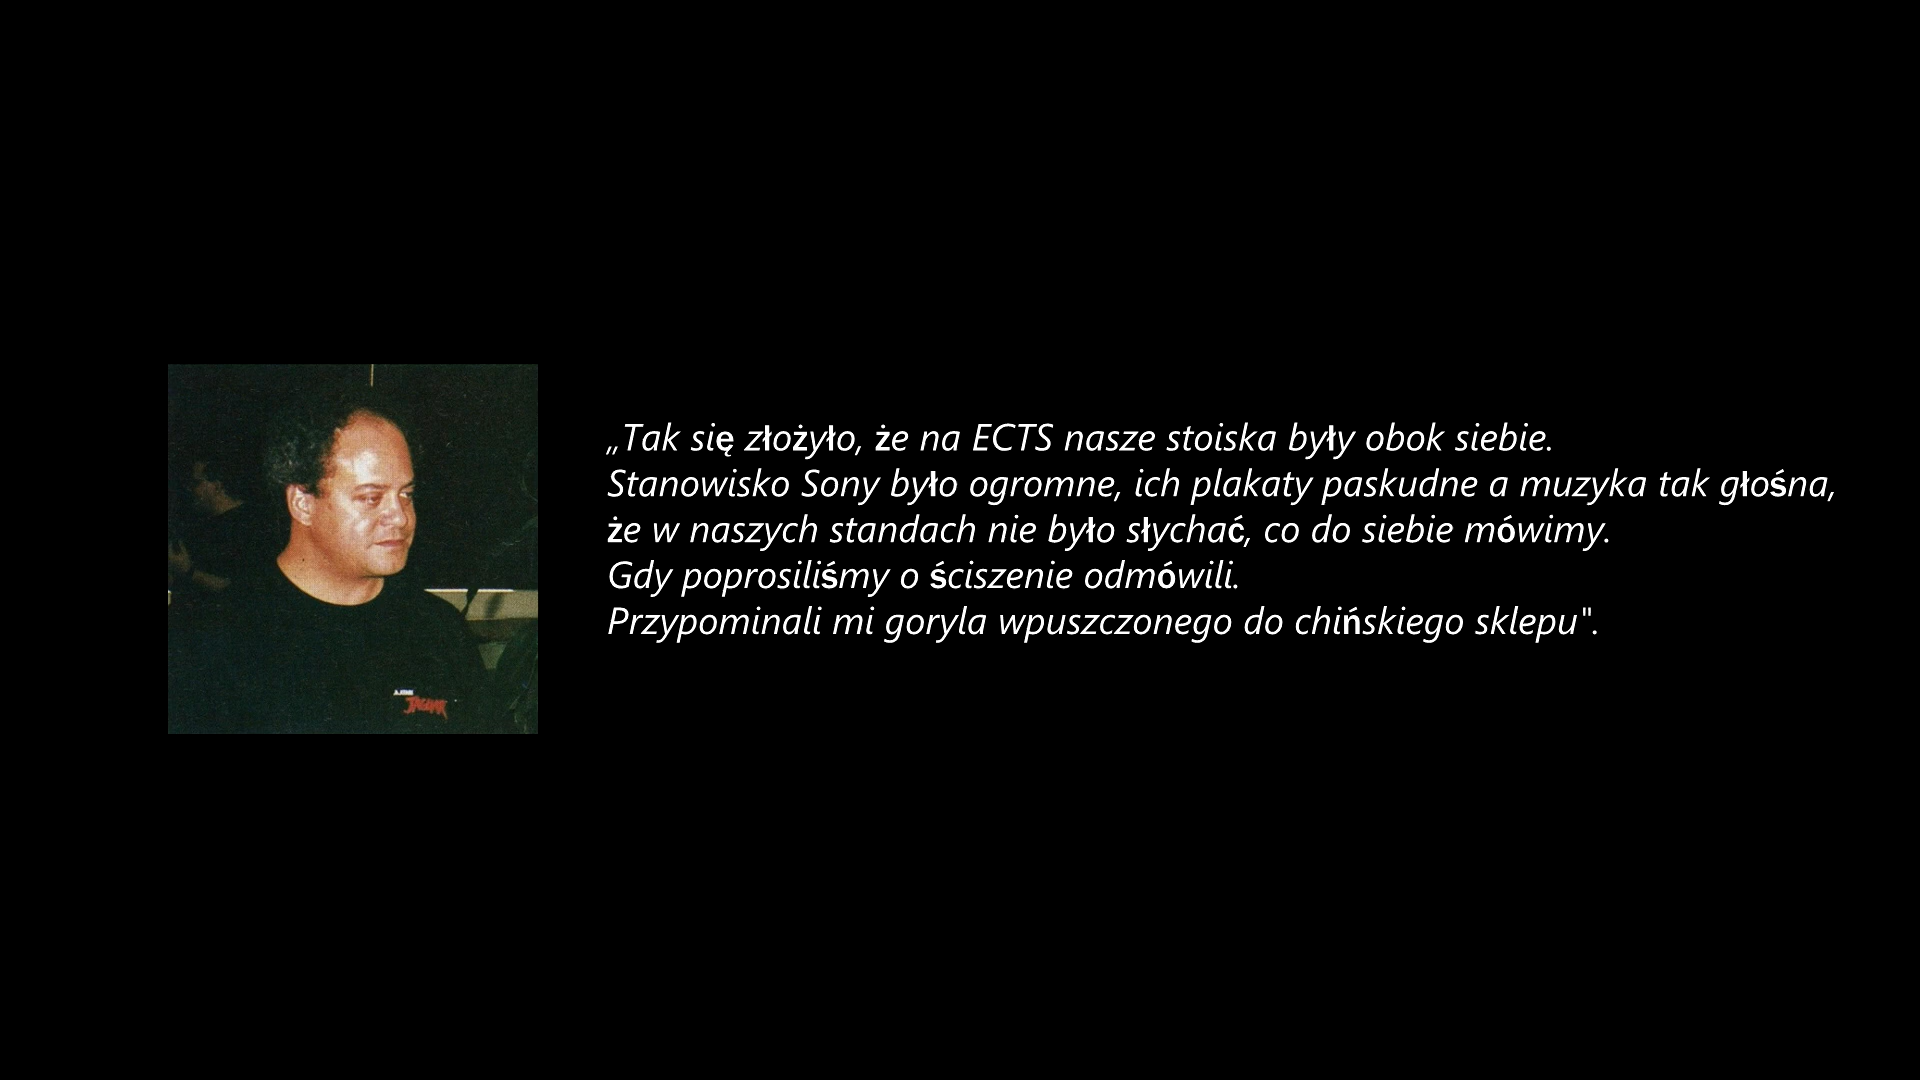 „Tak się złożyło, że na ECTS nasze stoiska były obok siebie.
Stanowisko Sony było ogromne, ich plakaty paskudne a muzyka tak głośna,
że w naszych standach nie było słychać, co do siebie mówimy.
Gdy poprosiliśmy o ściszenie odmówili.
Przypominali mi goryla wpuszczonego do chińskiego sklepu".
ATARI
JAGUAR